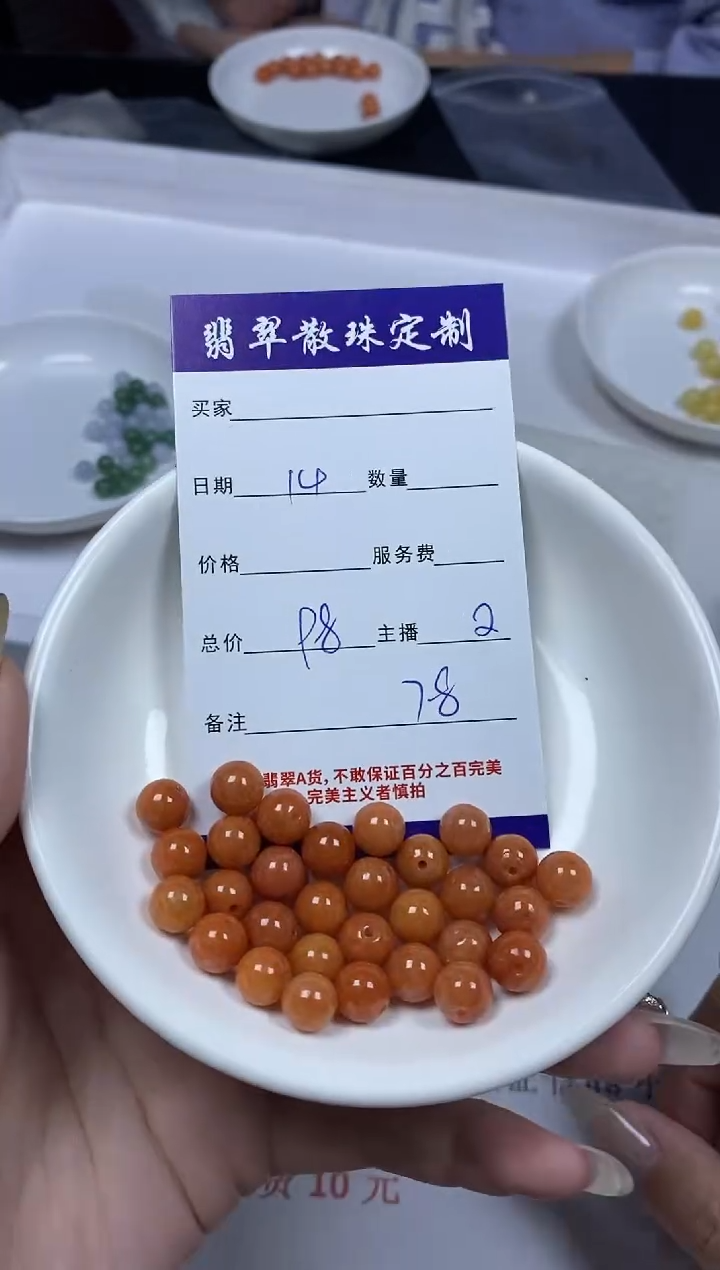 翡翠散珠定制
买家
日期 14 数量
价格 服务费
总价 98 主播 2
备注 78
翡翠A货,不敢保证百分之百完美
完美主义者慎拍
10元